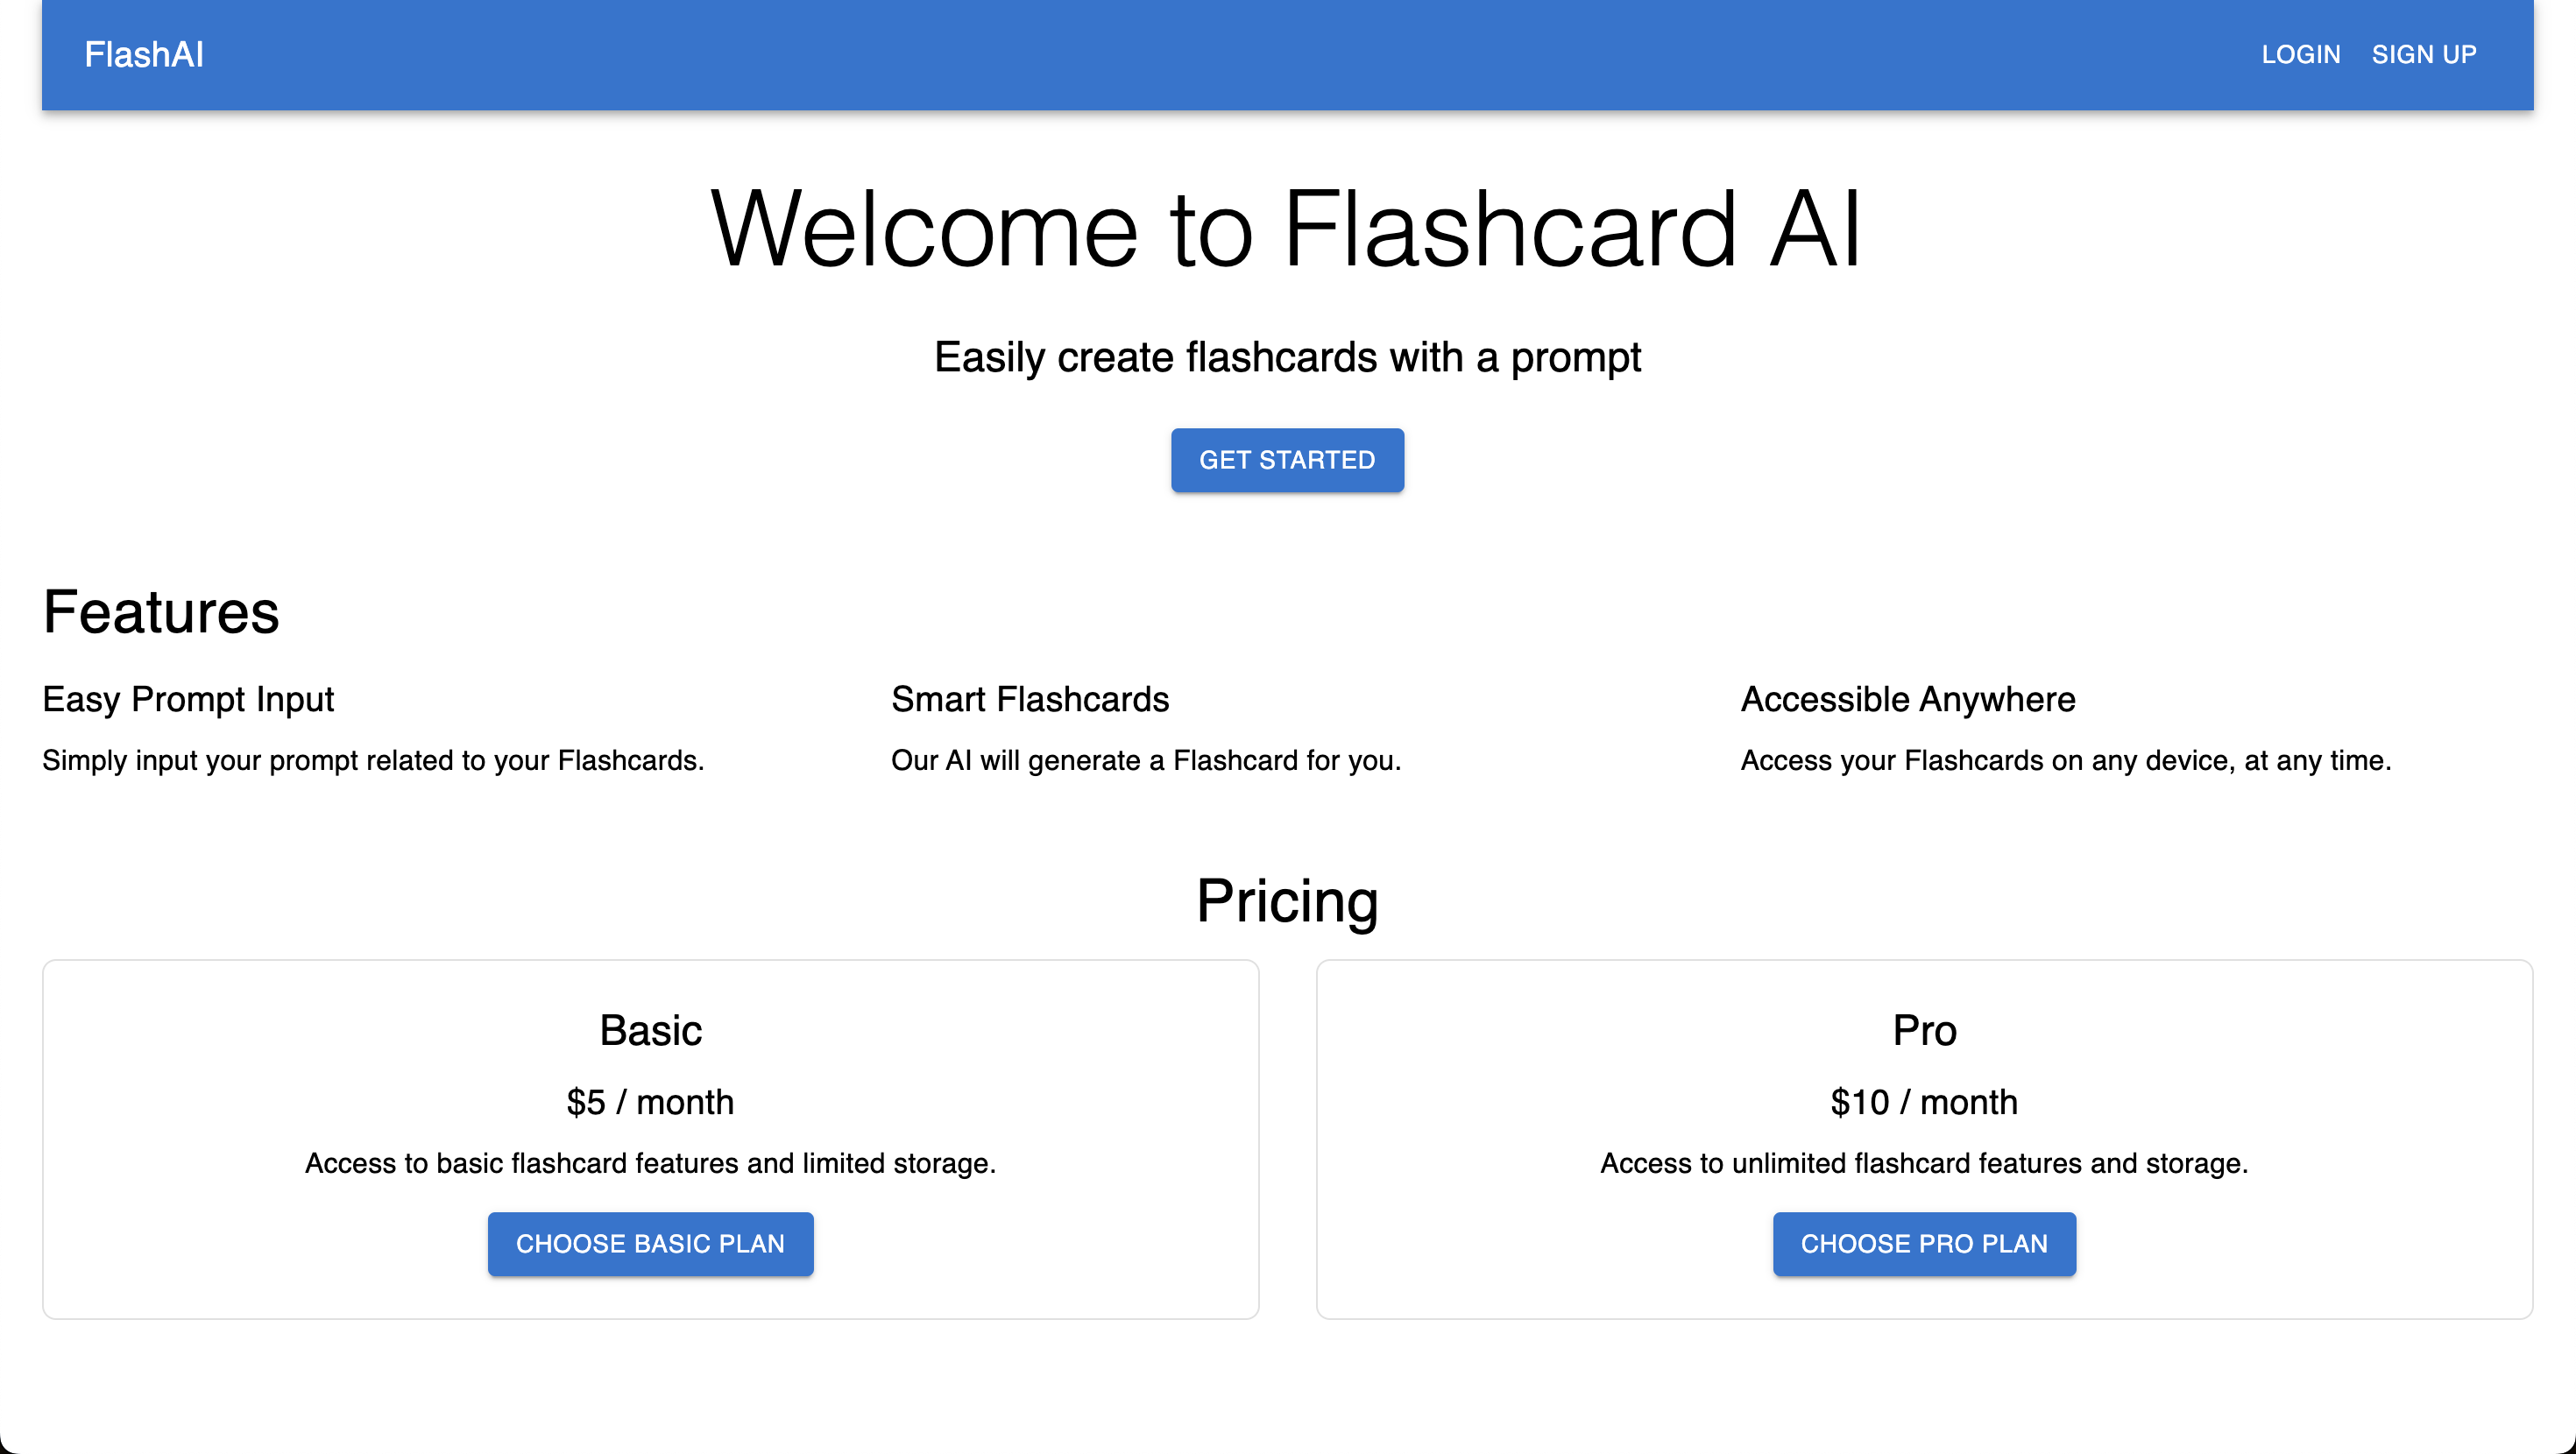 FlashAI
LOGIN SIGN UP
Welcome to Flashcard AI
Easily create flashcards with a prompt
GET STARTED
Features
Easy Prompt Input
Simply input your prompt related to your Flashcards.
Smart Flashcards
Our AI will generate a Flashcard for you.
Accessible Anywhere
Access your Flashcards on any device, at any time.
Pricing
Basic
$5 / month
Access to basic flashcard features and limited storage.
CHOOSE BASIC PLAN
Pro
$10 / month
Access to unlimited flashcard features and storage.
CHOOSE PRO PLAN